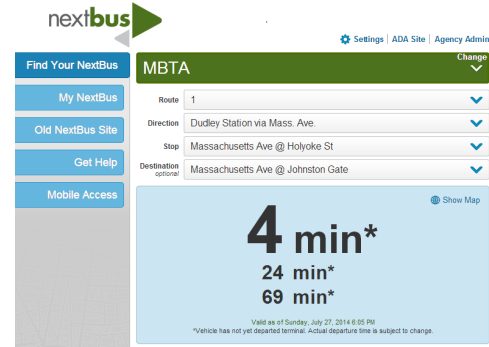 nextbus
Settings | ADA Site | Agency Admin
Find Your NextBus
My NextBus
Old NextBus Site
Get Help
Mobile Access
MBTA
Change
Route 1
Direction Dudley Station via Mass. Ave.
Stop Massachusetts Ave @ Holyoke St
Destination Massachusetts Ave @ Johnston Gate
optional
Show Map
4 min*
24 min*
69 min*
Valid as of Sunday, July 27, 2014 6:05 PM
*Vehicle has not yet departed terminal. Actual departure time is subject to change.